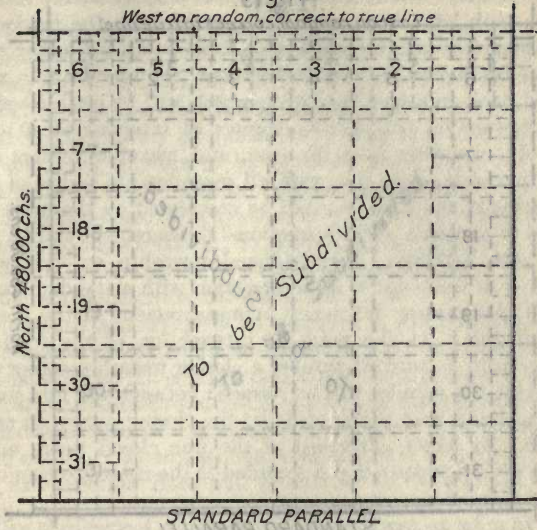 West on random, correct to true line
6 5 4 3 2 1
7
18
19
30
31
North 480.00 chs.
To be Subdivided
STANDARD PARALLEL